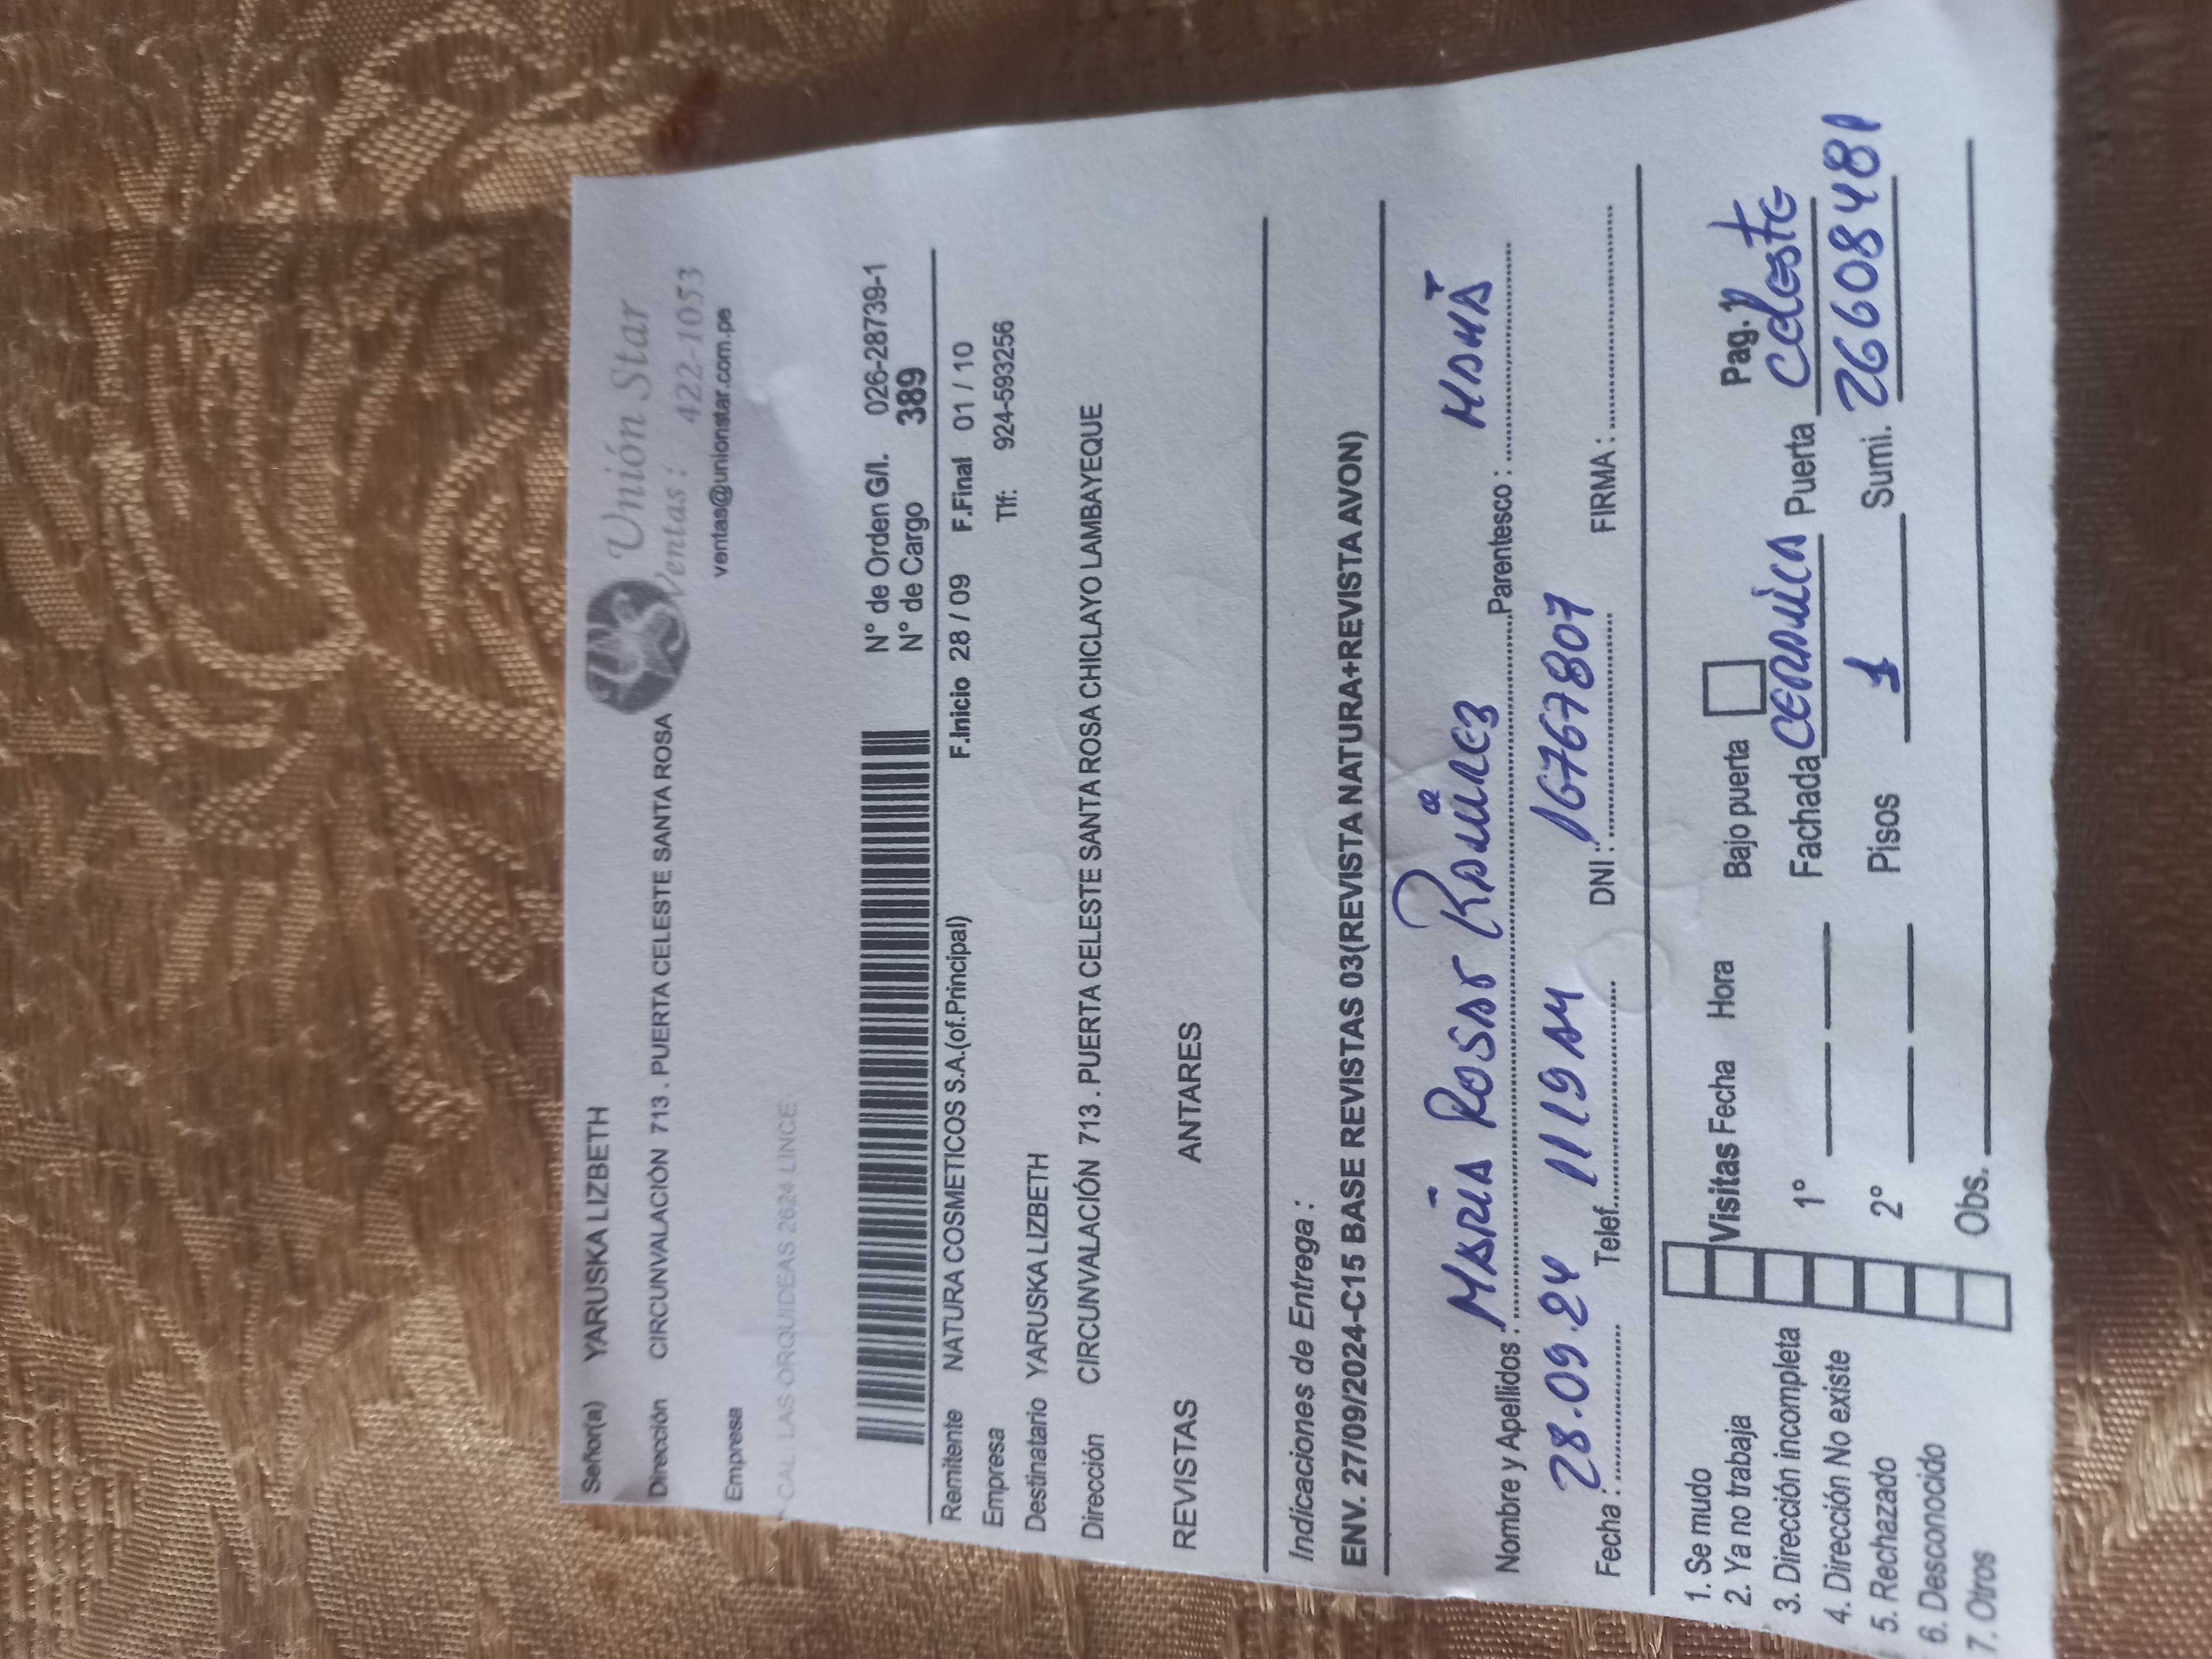 Señor(a) YARUSKA LIZBETH
Dirección CIRCUNVALACIÓN 713 . PUERTA CELESTE SANTA ROSA
Empresa
Unión Star
Ventas : 422-1053
ventas@unionstar.com.pe
CAL LAS ORQUIDEAS 2624 LINCE
N° de Orden G/I. 026-28739-1
N° de Cargo 389
Remitente NATURA COSMETICOS S.A.(of.Principal) F.Inicio 28 / 09 F.Final 01 / 10
Empresa Tlf: 924-593256
Destinatario YARUSKA LIZBETH
Dirección CIRCUNVALACIÓN 713 . PUERTA CELESTE SANTA ROSA CHICLAYO LAMBAYEQUE
REVISTAS ANTARES
Indicaciones de Entrega :
ENV. 27/09/2024-C15 BASE REVISTAS 03(REVISTA NATURA+REVISTA AVON)
Nombre y Apellidos : MARIA ROSAS RAMIREZ Parentesco : MAMÁ
Fecha : 28.09.24 Telef. 1119 AM DNI : 16767807 FIRMA :
1. Se mudo
2. Ya no trabaja Visitas Fecha Hora Bajo puerta Pag. Y
3. Dirección incompleta 1° Fachada CERAMICA Puerta CELESTE
4. Dirección No existe
5. Rechazado 2° Pisos 1 Sumi. 26608481
6. Desconocido
7. Otros Obs.